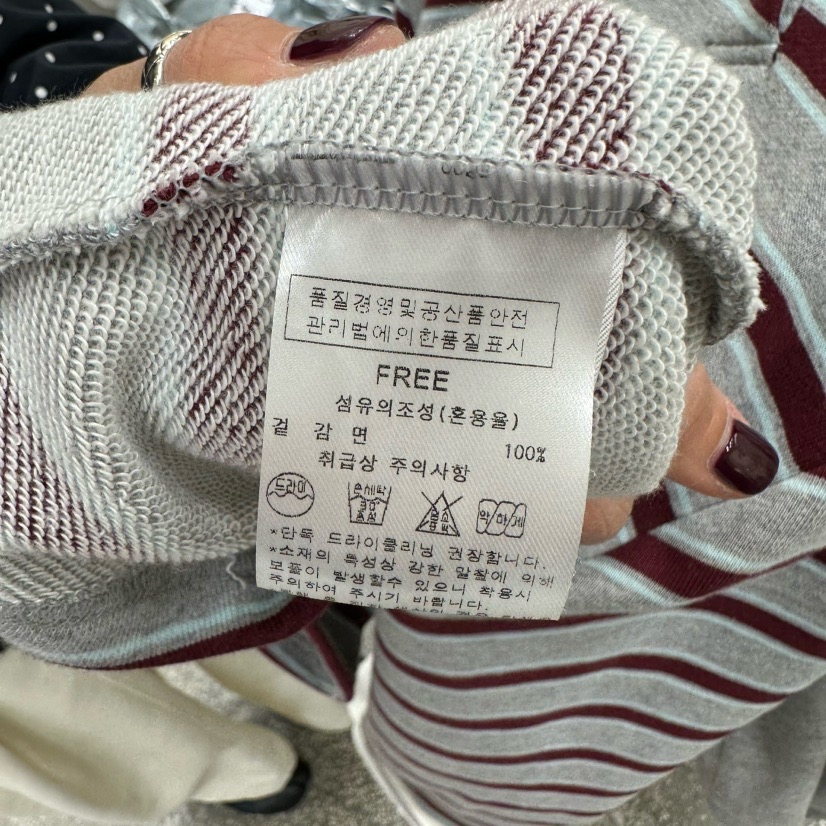 품질경영및공산품안전
관리법에의한품질표시
FREE
섬유의조성(혼용율)
겉 감 면 100%
취급상 주의사항
드라이 손세탁 약하게
*단독 드라이클리닝 권장합니다.
*소재의 특성상 강한 마찰에 의해
보풀이 발생할수 있으니 착용시
주의하여 주시기 바랍니다.